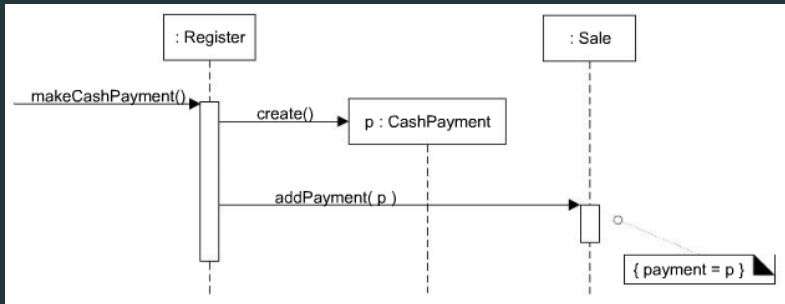 : Register
: Sale
makeCashPayment()
create()
p : CashPayment
addPayment( p )
{ payment = p }